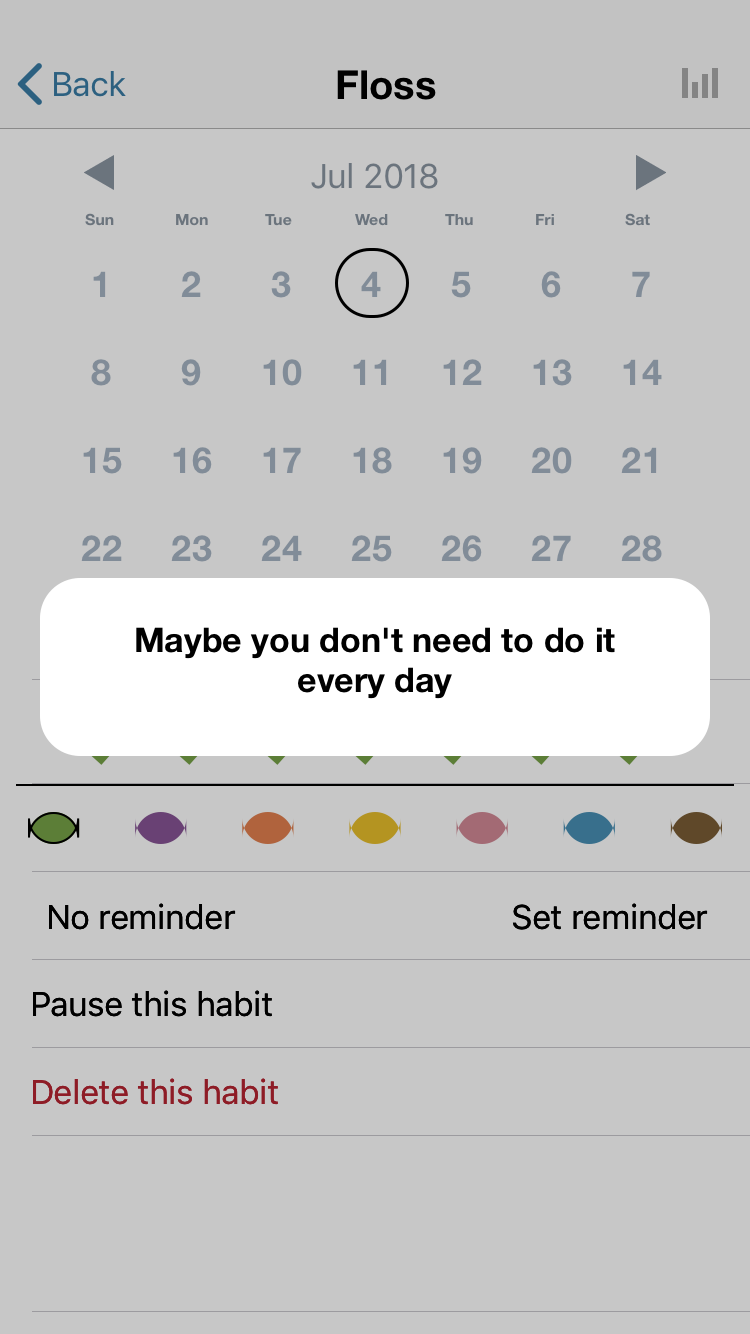 Back Floss
Jul 2018
Sun Mon Tue Wed Thu Fri Sat
1 2 3 4 5 6 7
8 9 10 11 12 13 14
15 16 17 18 19 20 21
22 23 24 25 26 27 28
Maybe you don't need to do it
every day
No reminder Set reminder
Pause this habit
Delete this habit